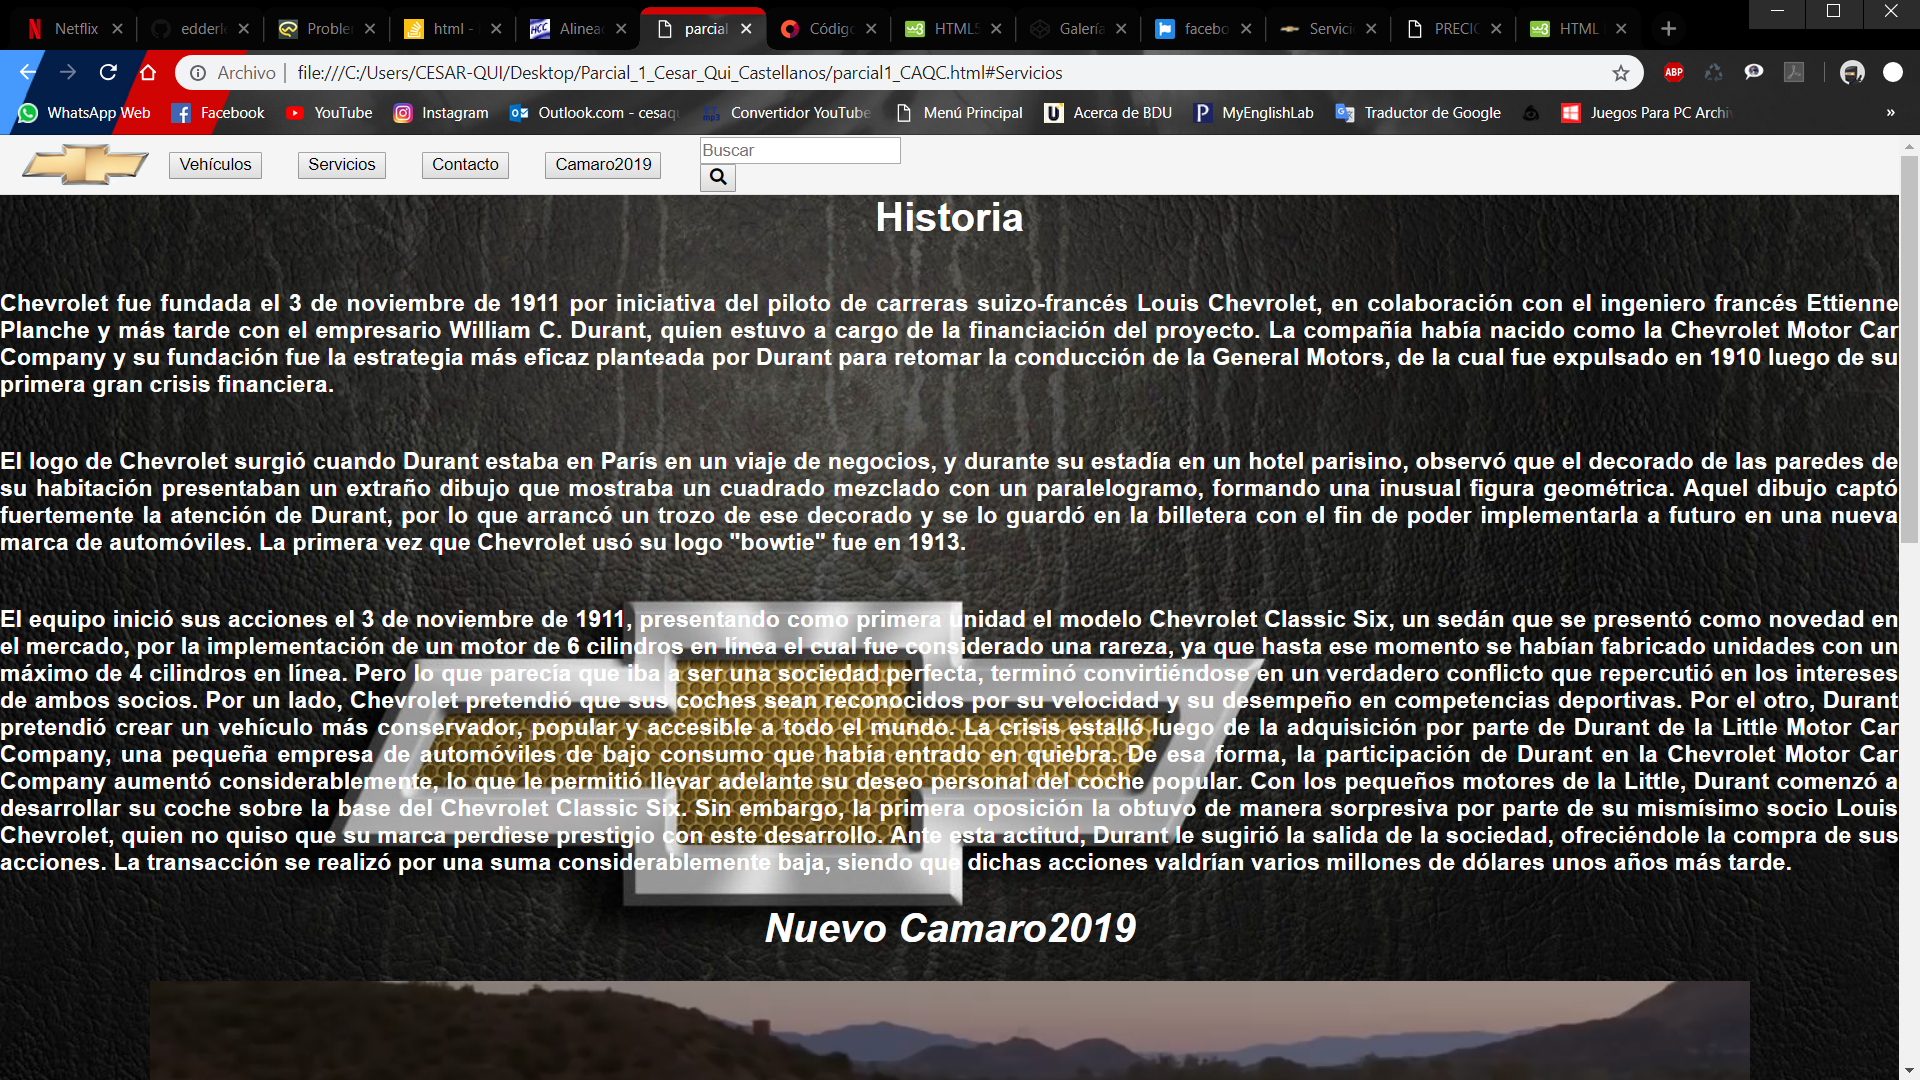 Netflix
edderle
Proble
html -
Alinea
parcial
Códig
HTML5
Galería
facebo
Servici
PRECIO
HTML
Archivo
file:///C:/Users/CESAR-QUI/Desktop/Parcial_1_Cesar_Qui_Castellanos/parcial1_CAQC.html#Servicios
ABP
WhatsApp Web
Facebook
YouTube
Instagram
Outlook.com - cesaqu
Convertidor YouTube
Menú Principal
Acerca de BDU
MyEnglishLab
Traductor de Google
Juegos Para PC Archi
»
Vehículos
Servicios
Contacto
Camaro2019
Buscar
Historia
Chevrolet fue fundada el 3 de noviembre de 1911 por iniciativa del piloto de carreras suizo-francés Louis Chevrolet, en colaboración con el ingeniero francés Ettienne
Planche y más tarde con el empresario William C. Durant, quien estuvo a cargo de la financiación del proyecto. La compañía había nacido como la Chevrolet Motor Car
Company y su fundación fue la estrategia más eficaz planteada por Durant para retomar la conducción de la General Motors, de la cual fue expulsado en 1910 luego de su
primera gran crisis financiera.
El logo de Chevrolet surgió cuando Durant estaba en París en un viaje de negocios, y durante su estadía en un hotel parisino, observó que el decorado de las paredes de
su habitación presentaban un extraño dibujo que mostraba un cuadrado mezclado con un paralelogramo, formando una inusual figura geométrica. Aquel dibujo captó
fuertemente la atención de Durant, por lo que arrancó un trozo de ese decorado y se lo guardó en la billetera con el fin de poder implementarla a futuro en una nueva
marca de automóviles. La primera vez que Chevrolet usó su logo "bowtie" fue en 1913.
El equipo inició sus acciones el 3 de noviembre de 1911, presentando como primera unidad el modelo Chevrolet Classic Six, un sedán que se presentó como novedad en
el mercado, por la implementación de un motor de 6 cilindros en línea el cual fue considerado una rareza, ya que hasta ese momento se habían fabricado unidades con un
máximo de 4 cilindros en línea. Pero lo que parecía que iba a ser una sociedad perfecta, terminó convirtiéndose en un verdadero conflicto que repercutió en los intereses
de ambos socios. Por un lado, Chevrolet pretendió que sus coches sean reconocidos por su velocidad y su desempeño en competencias deportivas. Por el otro, Durant
pretendió crear un vehículo más conservador, popular y accesible a todo el mundo. La crisis estalló luego de la adquisición por parte de Durant de la Little Motor Car
Company, una pequeña empresa de automóviles de bajo consumo que había entrado en quiebra. De esa forma, la participación de Durant en la Chevrolet Motor Car
Company aumentó considerablemente, lo que le permitió llevar adelante su deseo personal del coche popular. Con los pequeños motores de la Little, Durant comenzó a
desarrollar su coche sobre la base del Chevrolet Classic Six. Sin embargo, la primera oposición la obtuvo de manera sorpresiva por parte de su mismísimo socio Louis
Chevrolet, quien no quiso que su marca perdiese prestigio con este desarrollo. Ante esta actitud, Durant le sugirió la salida de la sociedad, ofreciéndole la compra de sus
acciones. La transacción se realizó por una suma considerablemente baja, siendo que dichas acciones valdrían varios millones de dólares unos años más tarde.
Nuevo Camaro2019